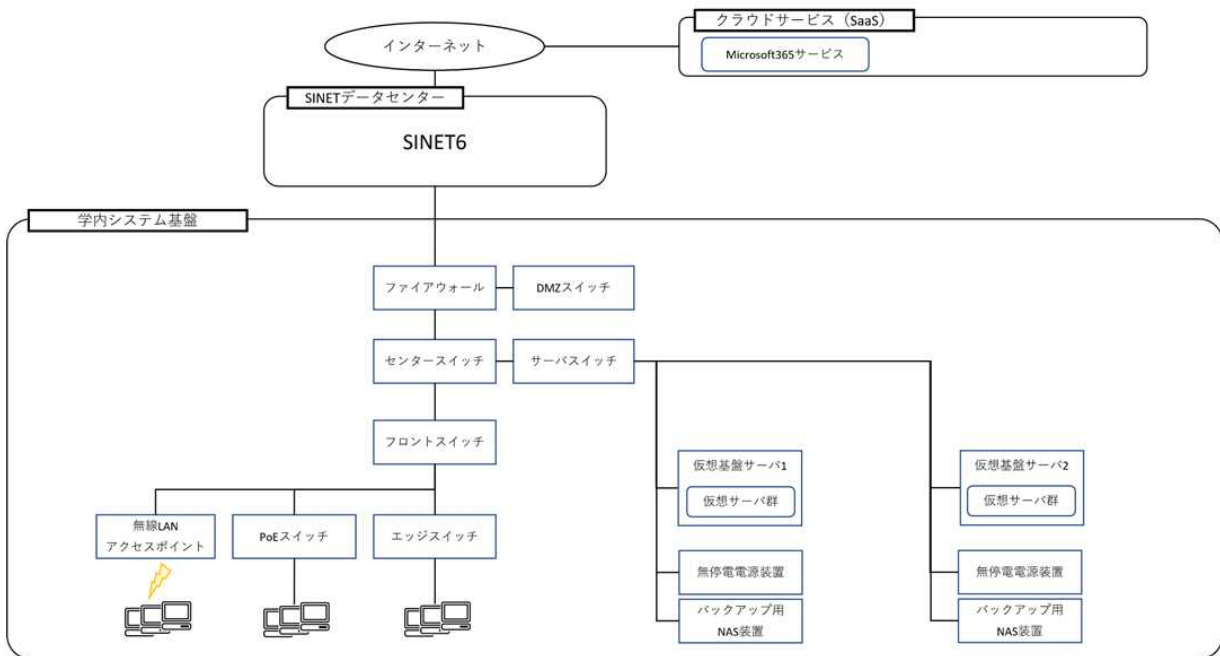 クラウドサービス（SaaS）
インターネット
Microsoft365サービス
SINETデータセンター
SINET6
学内システム基盤
ファイアウォール
DMZスイッチ
センタースイッチ
サーバスイッチ
フロントスイッチ
仮想基盤サーバ1
仮想サーバ群
仮想基盤サーバ2
仮想サーバ群
無線LAN
アクセスポイント
PoEスイッチ
エッジスイッチ
無停電電源装置
無停電電源装置
バックアップ用
NAS装置
バックアップ用
NAS装置